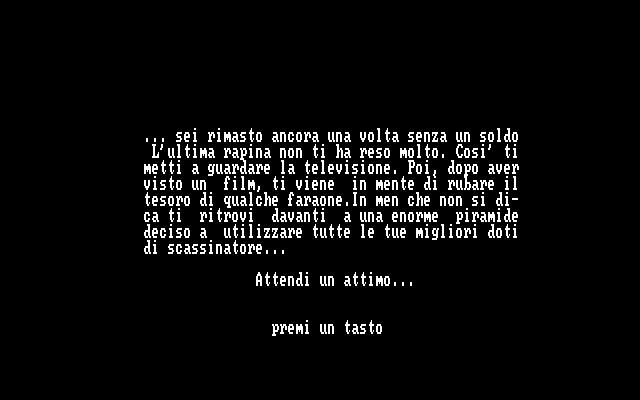 ... sei rimasto ancora una volta senza un soldo
L'ultima rapina non ti ha reso molto. Cosi' ti
metti a guardare la televisione. Poi, dopo aver
visto un  film, ti viene  in mente di rubare il
tesoro di qualche faraone.In men che non si di-
ca ti  ritrovi  davanti  a una enorme  piramide
deciso a  utilizzare tutte le tue migliori doti
di scassinatore...
Attendi un attimo...
premi un tasto